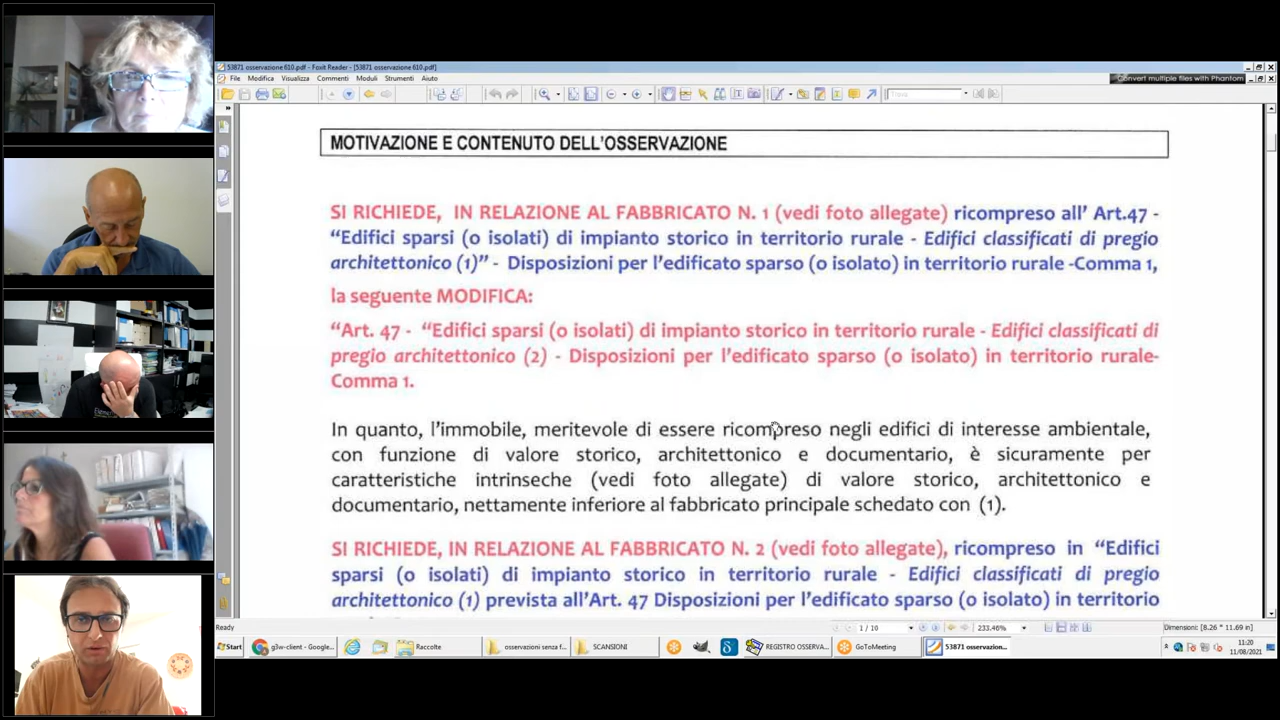 53871 osservazione 610.pdf - Foxit Reader - [53871 osservazione 610.pdf]
File Modifica Visualizza Commenti Moduli Strumenti Aiuto
Convert multiple files with Phantom
MOTIVAZIONE E CONTENUTO DELL'OSSERVAZIONE
SI RICHIEDE, IN RELAZIONE AL FABBRICATO N. 1 (vedi foto allegate) ricompreso all' Art.47 -
“Edifici sparsi (o isolati) di impianto storico in territorio rurale - Edifici classificati di pregio
architettonico (1)” - Disposizioni per l'edificato sparso (o isolato) in territorio rurale -Comma 1,
la seguente MODIFICA:
“Art. 47 - “Edifici sparsi (o isolati) di impianto storico in territorio rurale - Edifici classificati di
pregio architettonico (2) - Disposizioni per l'edificato sparso (o isolato) in territorio rurale-
Comma 1.
In quanto, l'immobile, meritevole di essere ricompreso negli edifici di interesse ambientale,
con funzione di valore storico, architettonico e documentario, è sicuramente per
caratteristiche intrinseche (vedi foto allegate) di valore storico, architettonico e
documentario, nettamente inferiore al fabbricato principale schedato con (1).
SI RICHIEDE, IN RELAZIONE AL FABBRICATO N. 2 (vedi foto allegate), ricompreso in “Edifici
sparsi (o isolati) di impianto storico in territorio rurale - Edifici classificati di pregio
architettonico (1) prevista all'Art. 47 Disposizioni per l'edificato sparso (o isolato) in territorio
Ready
1 / 10
233.46%
Dimensioni: [8.26 * 11.69 in]
Start
g3w-client - Google...
Raccolte
osservazioni senza f...
SCANSIONI
REGISTRO OSSERVA...
GoToMeeting
53871 osservazion...
11:20
11/08/2021